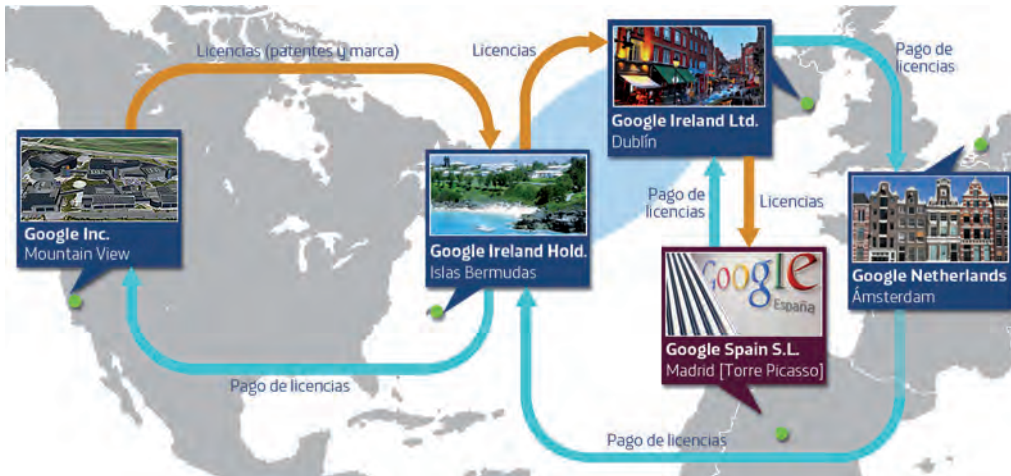 Licencias (patentes y marca)
Licencias
Pago de
licencias
Google Inc.
Mountain View
Google Ireland Hold.
Islas Bermudas
Google Ireland Ltd.
Dublín
Pago de
licencias
Licencias
Google
España
Google Spain S.L.
Madrid [Torre Picasso]
Google Netherlands
Ámsterdam
Pago de licencias
Pago de licencias